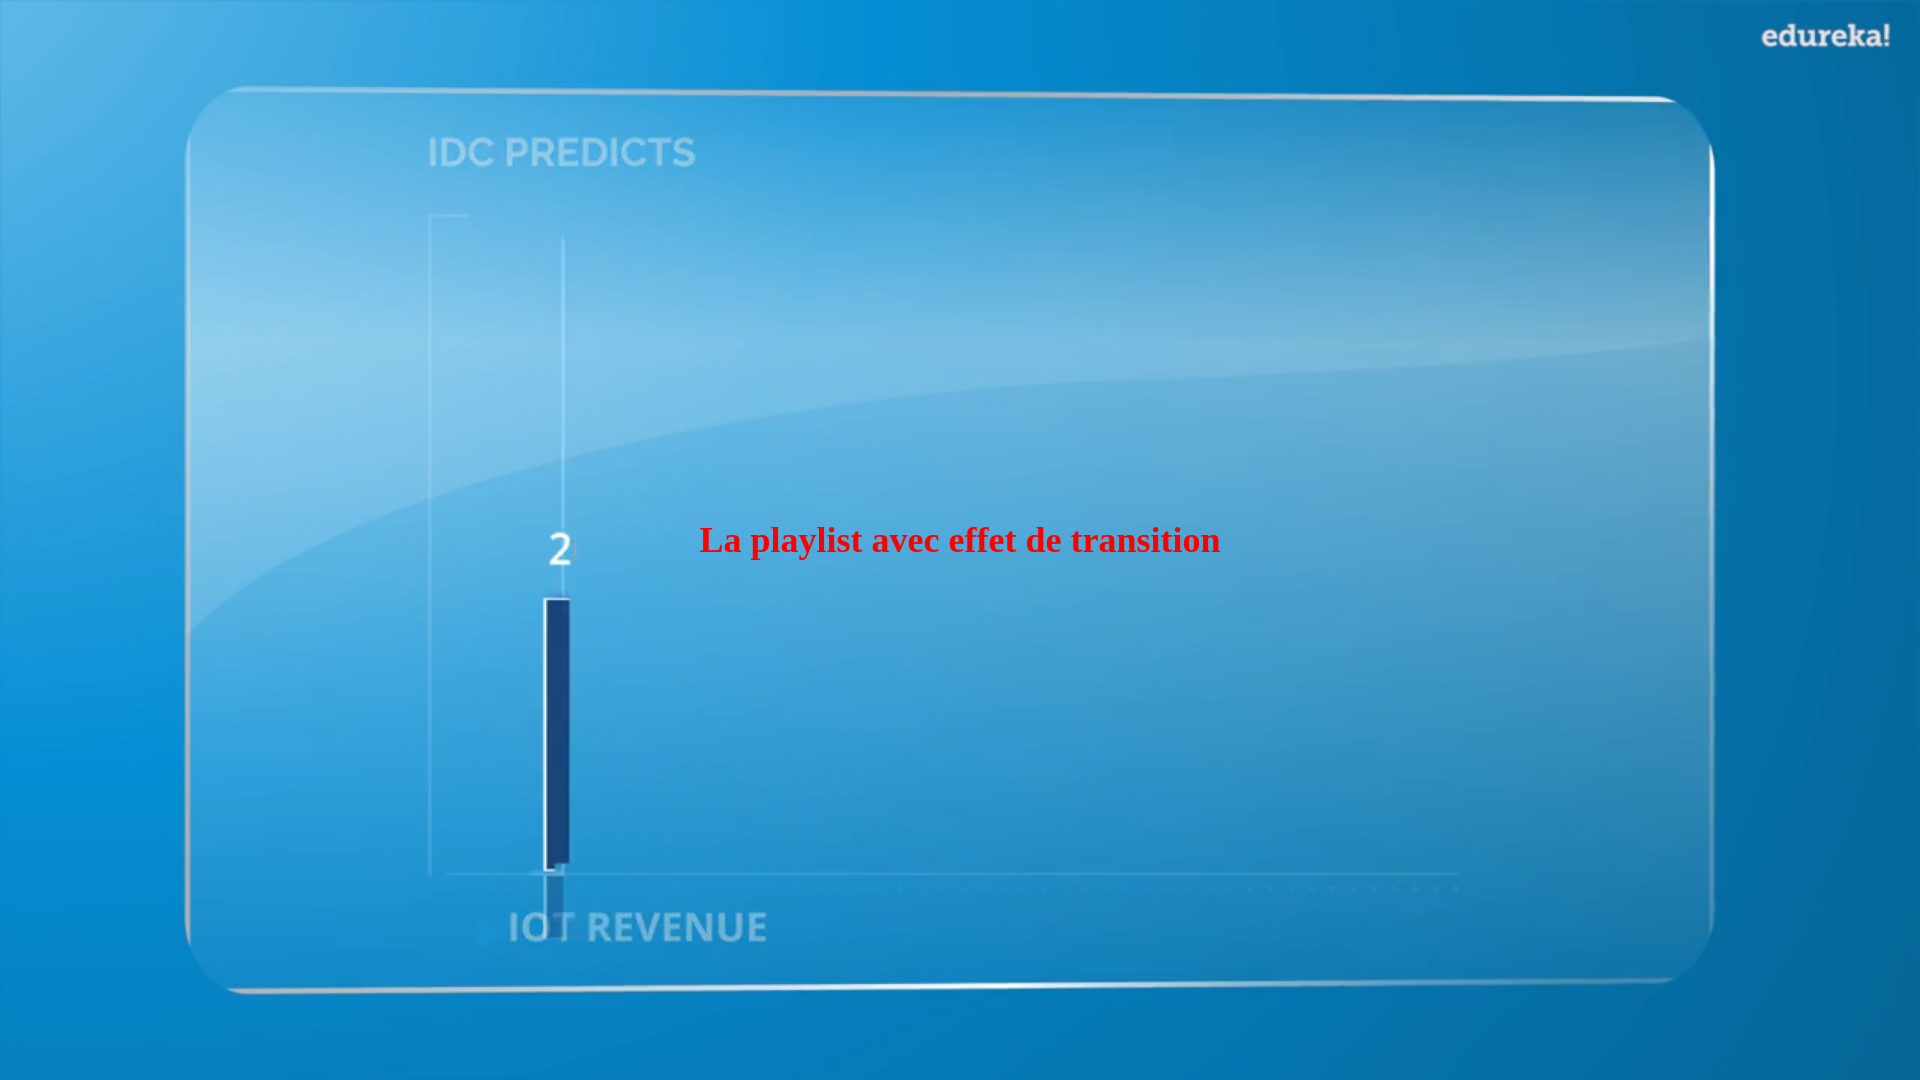 edureka!
IDC PREDICTS
2
La playlist avec effet de transition
IOT REVENUE